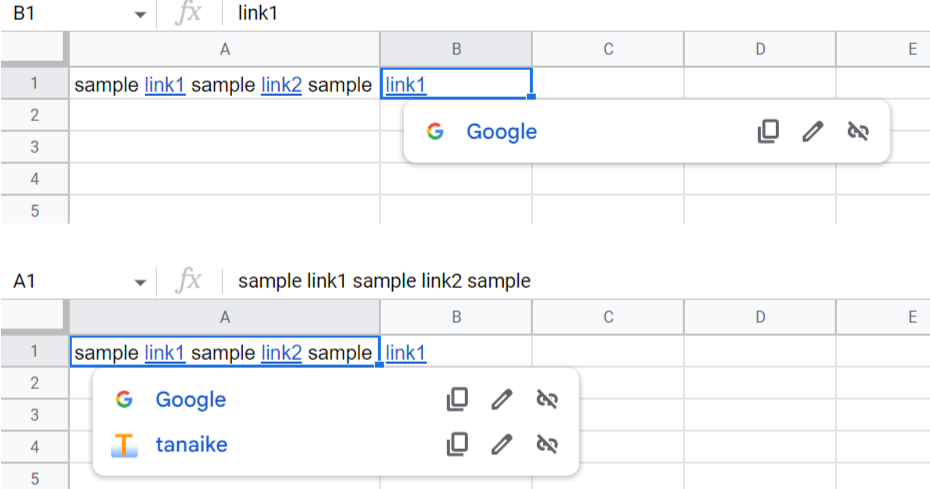 B1 fx link1
A B C D E
1 sample link1 sample link2 sample link1
2 G Google
3
4
5
A1 fx sample link1 sample link2 sample
A B C D E
1 sample link1 sample link2 sample link1
2
G Google
3
4 T tanaike
5